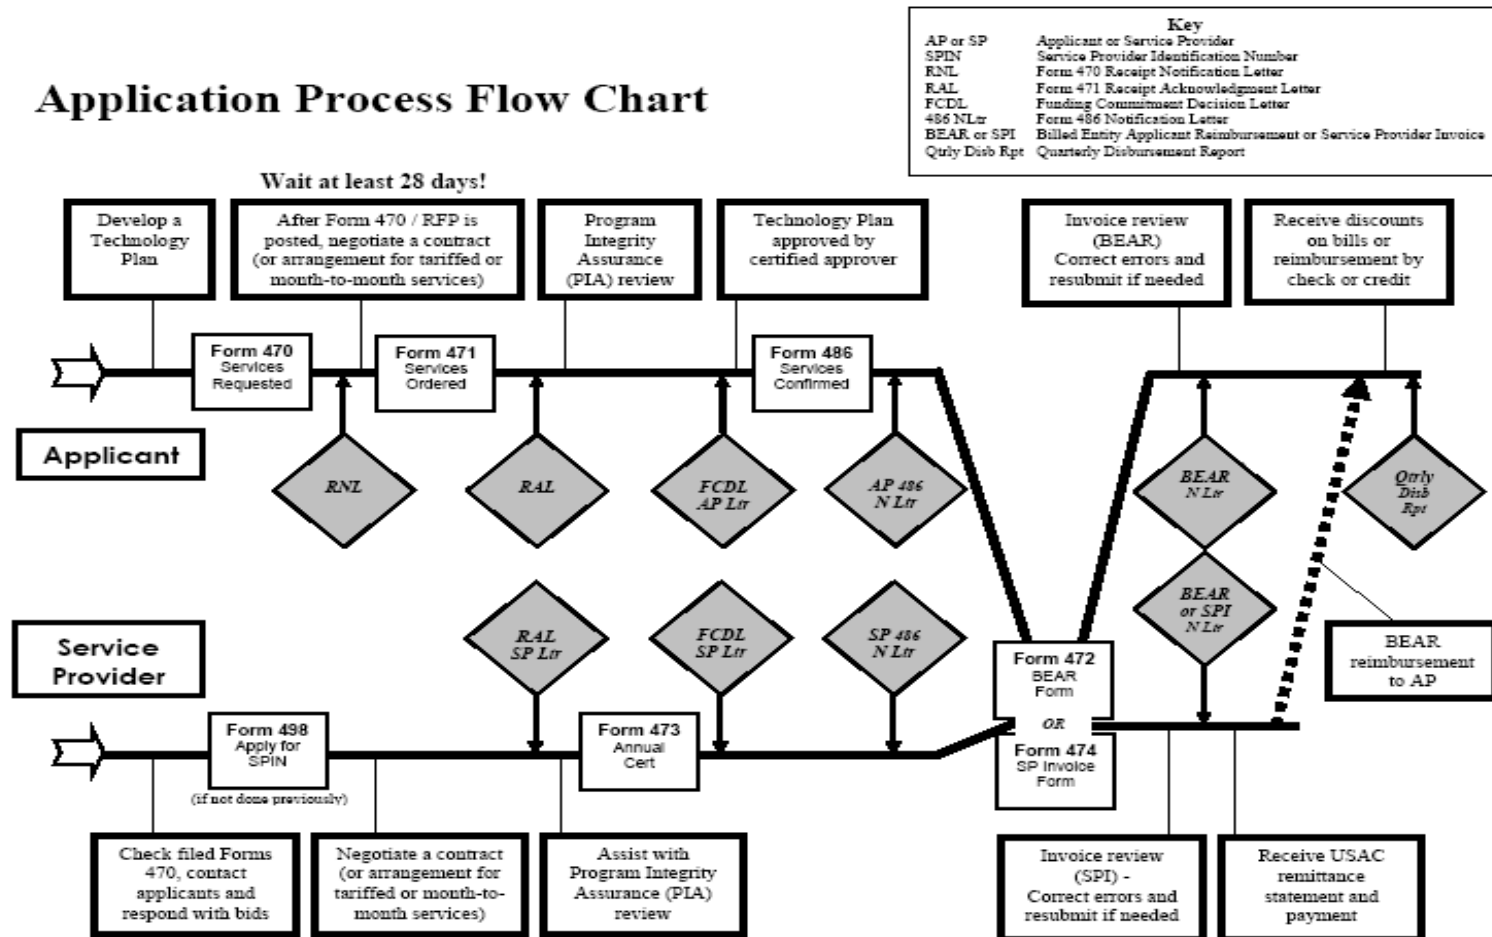 Key
AP or SP Applicant or Service Provider
SPIN Service Provider Identification Number
RNL Form 470 Receipt Notification Letter
RAL Form 471 Receipt Acknowledgment Letter
FCDL Funding Commitment Decision Letter
486 NLtr Form 486 Notification Letter
BEAR or SPI Billed Entity Applicant Reimbursement or Service Provider Invoice
Qtrly Disb Rpt Quarterly Disbursement Report
Application Process Flow Chart
Wait at least 28 days!
Develop a
Technology
Plan
After Form 470 / RFP is
posted, negotiate a contract
(or arrangement for tariffed or
month-to-month services)
Program
Integrity
Assurance
(PIA) review
Technology Plan
approved by
certified approver
Invoice review
(BEAR)
Correct errors and
resubmit if needed
Receive discounts
on bills or
reimbursement by
check or credit
Form 470
Services
Requested
Form 471
Services
Ordered
Form 486
Services
Confirmed
Applicant
RNL
RAL
FCDL
AP Ltr
AP 486
N Ltr
BEAR
N Ltr
Qtrly
Disb
Rpt
Service
Provider
RAL
SP Ltr
FCDL
SP Ltr
SP 486
N Ltr
BEAR
or SPI
N Ltr
BEAR
reimbursement
to AP
Form 472
BEAR
Form
OR
Form 474
SP Invoice
Form
Form 498
Apply for
SPIN
(if not done previously)
Form 473
Annual
Cert
Check filed Forms
470, contact
applicants and
respond with bids
Negotiate a contract
(or arrangement for
tariffed or month-to-
month services)
Assist with
Program Integrity
Assurance (PIA)
review
Invoice review
(SPI) -
Correct errors and
resubmit if needed
Receive USAC
remittance
statement and
payment